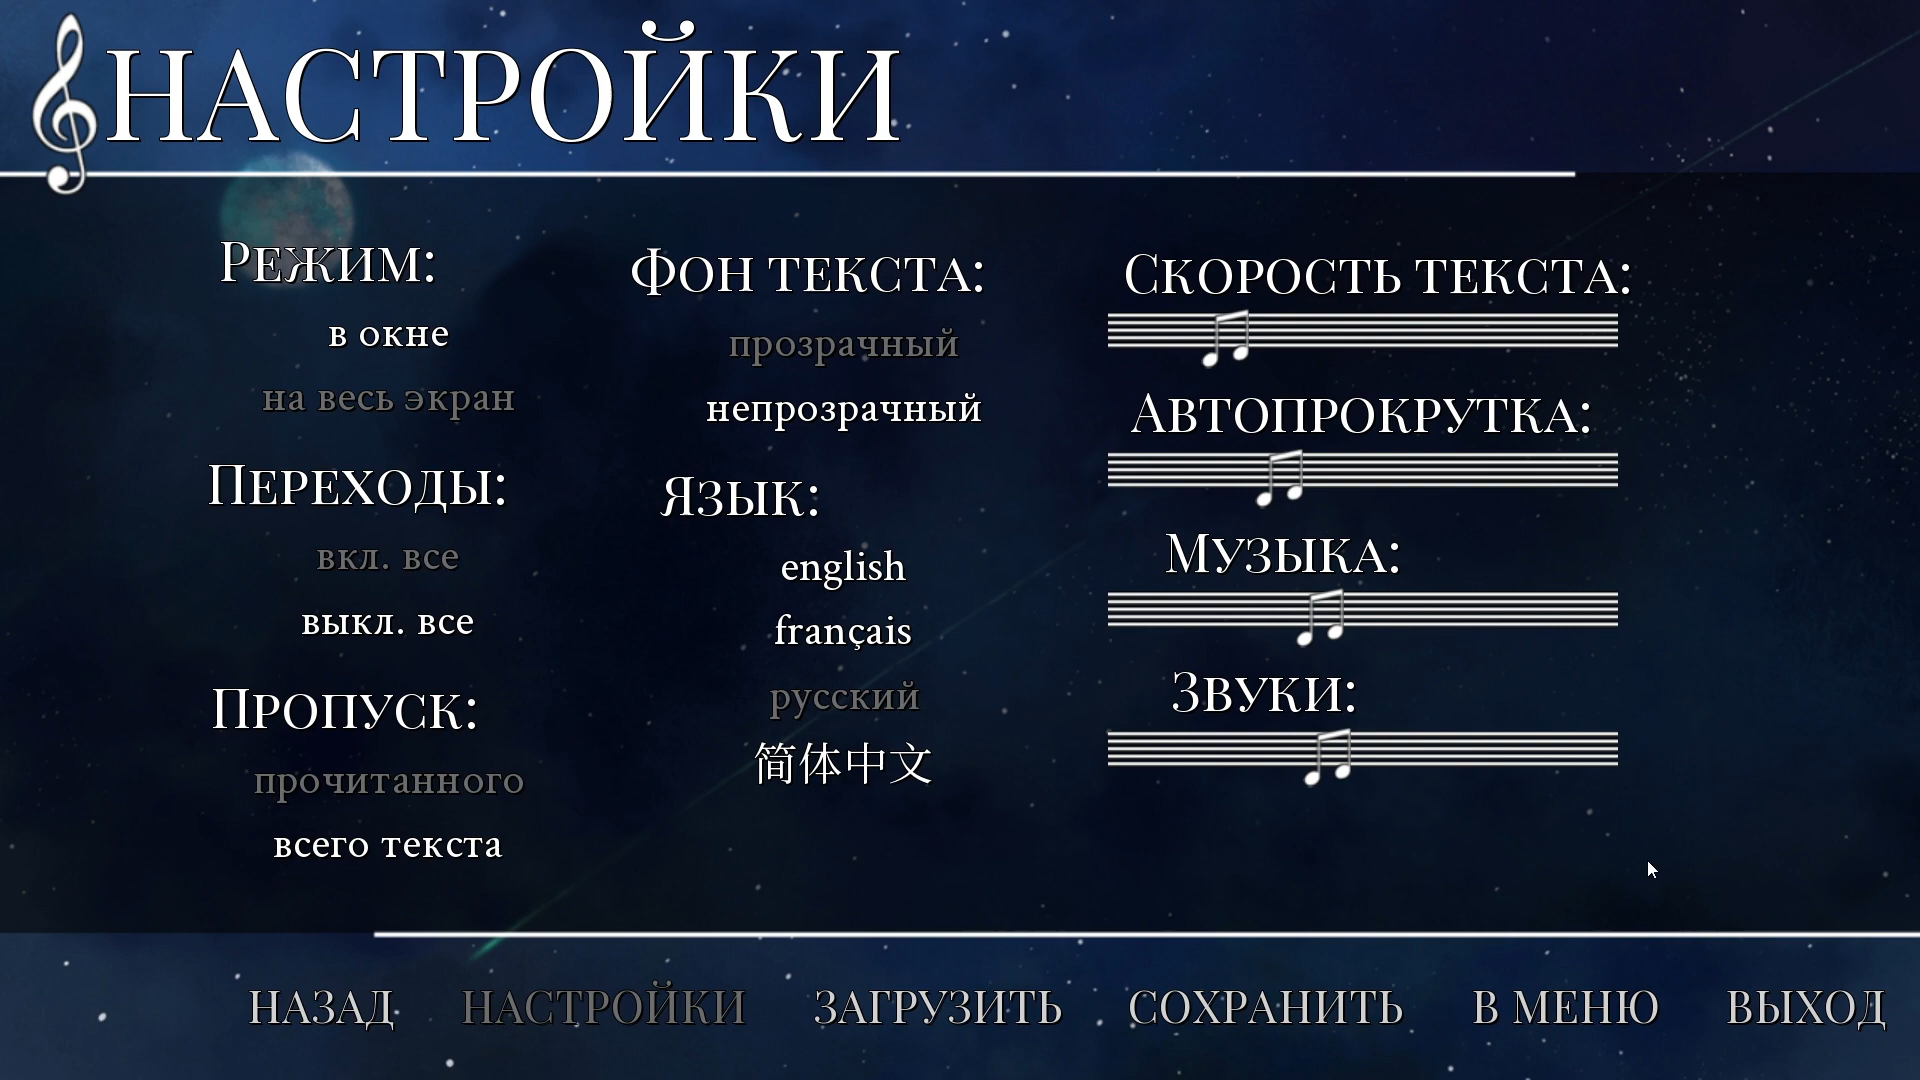 НАСТРОЙКИ
Режим:
в окне
на весь экран
Переходы:
вкл. все
выкл. все
Пропуск:
прочитанного
всего текста
Фон текста:
прозрачный
непрозрачный
Язык:
english
français
русский
简体中文
Скорость текста:
Автопрокрутка:
Музыка:
Звуки:
НАЗАД НАСТРОЙКИ ЗАГРУЗИТЬ СОХРАНИТЬ В МЕНЮ ВЫХОД